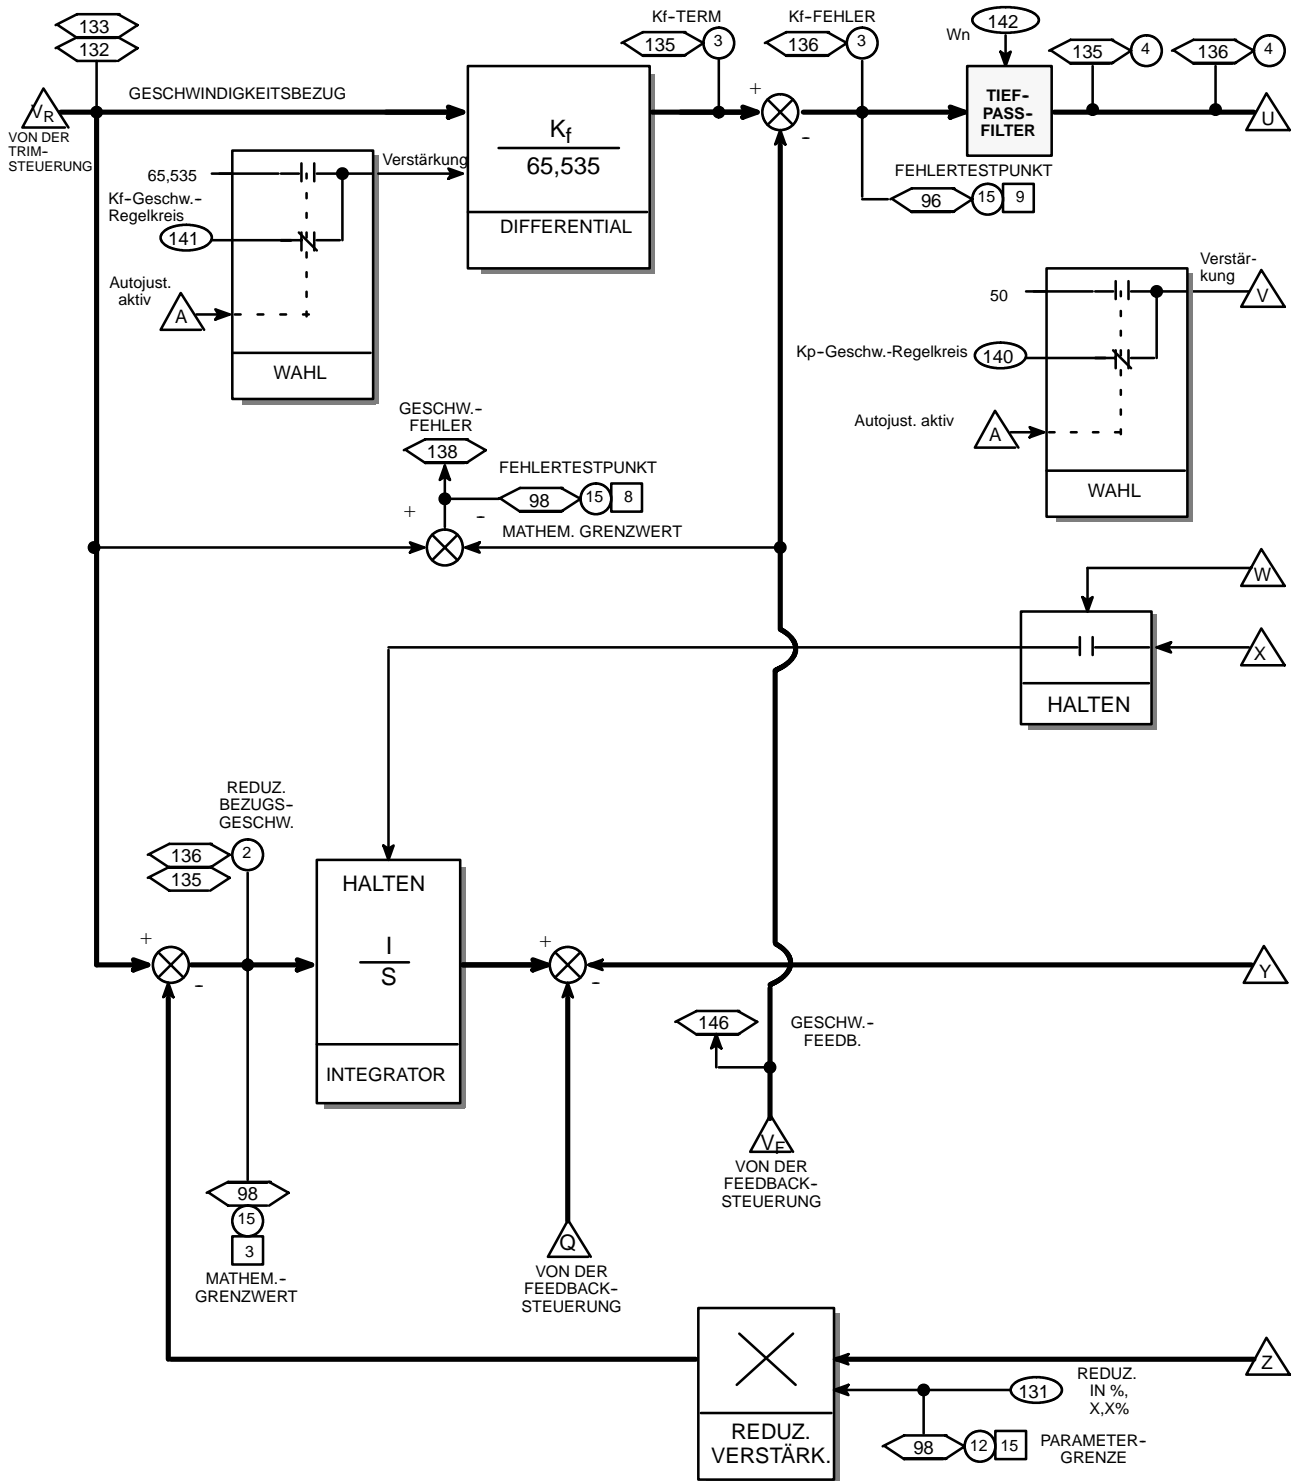 133
132
Kf-TERM
135
3
Kf-FEHLER
136
3
142
Wn
135
4
136
4
VR
GESCHWINDIGKEITSBEZUG
VON DER
TRIM-
STEUERUNG
Kf
65,535
DIFFERENTIAL
+
-
TIEF-
PASS-
FILTER
U
65,535
Verstärkung
Kf-Geschw.-
Regelkreis
141
Autojust.
aktiv
A
WAHL
FEHLERTESTPUNKT
96
15
9
50
Verstär-
kung
V
Kp-Geschw.-Regelkreis
140
Autojust. aktiv
A
WAHL
GESCHW.-
FEHLER
138
FEHLERTESTPUNKT
98
15
8
+
-
MATHEM. GRENZWERT
W
X
HALTEN
REDUZ.
BEZUGS-
GESCHW.
136
2
135
HALTEN
I
S
INTEGRATOR
+
-
+
-
Y
146
GESCHW.-
FEEDB.
VF
VON DER
FEEDBACK-
STEUERUNG
98
15
3
MATHEM.-
GRENZWERT
Q
VON DER
FEEDBACK-
STEUERUNG
Z
REDUZ.
VERSTÄRK.
131
REDUZ.
IN %,
X,X%
98
12
15
PARAMETER-
GRENZE